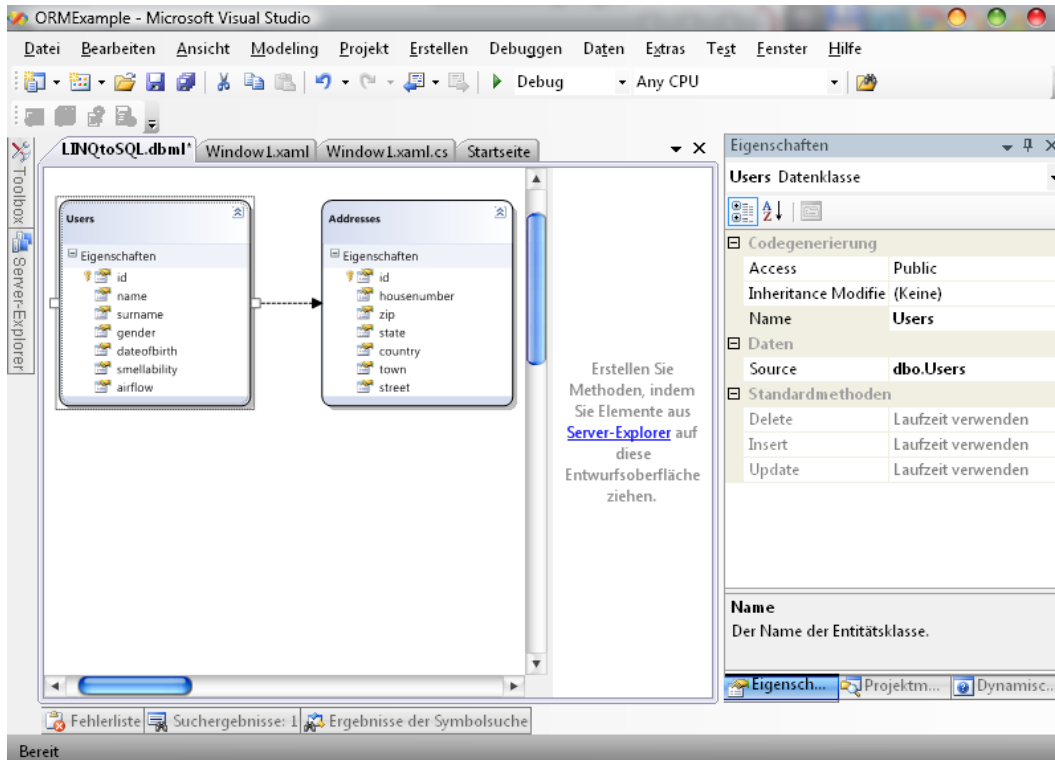 ORMExample - Microsoft Visual Studio
Datei Bearbeiten Ansicht Modeling Projekt Erstellen Debuggen Daten Extras Test Fenster Hilfe
Debug Any CPU
LINQtoSQL.dbml* Window1.xaml Window1.xaml.cs Startseite
Toolbox
Server-Explorer
Users
Eigenschaften
id
name
surname
gender
dateofbirth
smellability
airflow
Addresses
Eigenschaften
id
housenumber
zip
state
country
town
street
Erstellen Sie
Methoden, indem
Sie Elemente aus
Server-Explorer auf
diese
Entwurfsoberfläche
ziehen.
Eigenschaften
Users Datenklasse
Codegenerierung
Access Public
Inheritance Modifie (Keine)
Name Users
Daten
Source dbo.Users
Standardmethoden
Delete Laufzeit verwenden
Insert Laufzeit verwenden
Update Laufzeit verwenden
Name
Der Name der Entitätsklasse.
Eigensch... Projektm... Dynamisc...
Fehlerliste Suchergebnisse: 1 Ergebnisse der Symbolsuche
Bereit